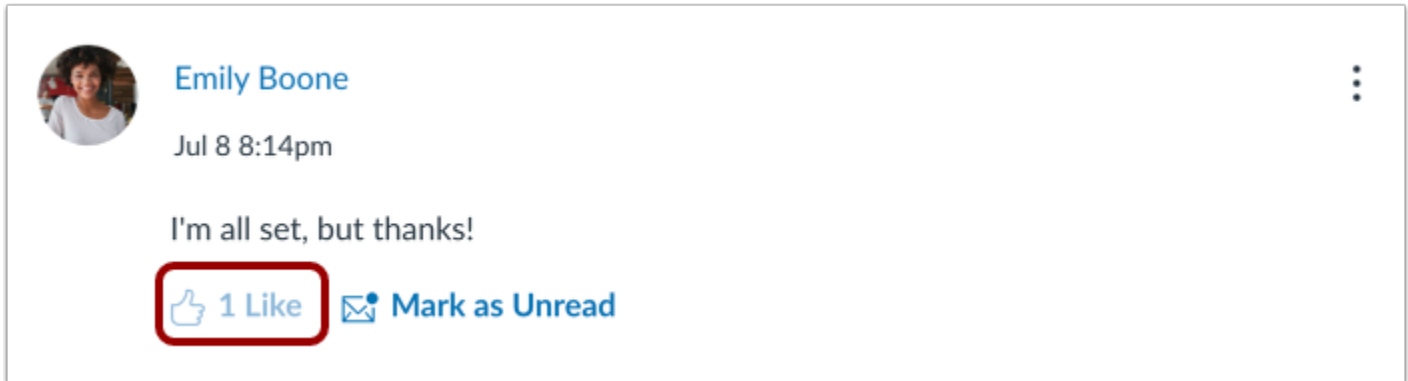 Emily Boone
Jul 8 8:14pm
I'm all set, but thanks!
1 Like Mark as Unread